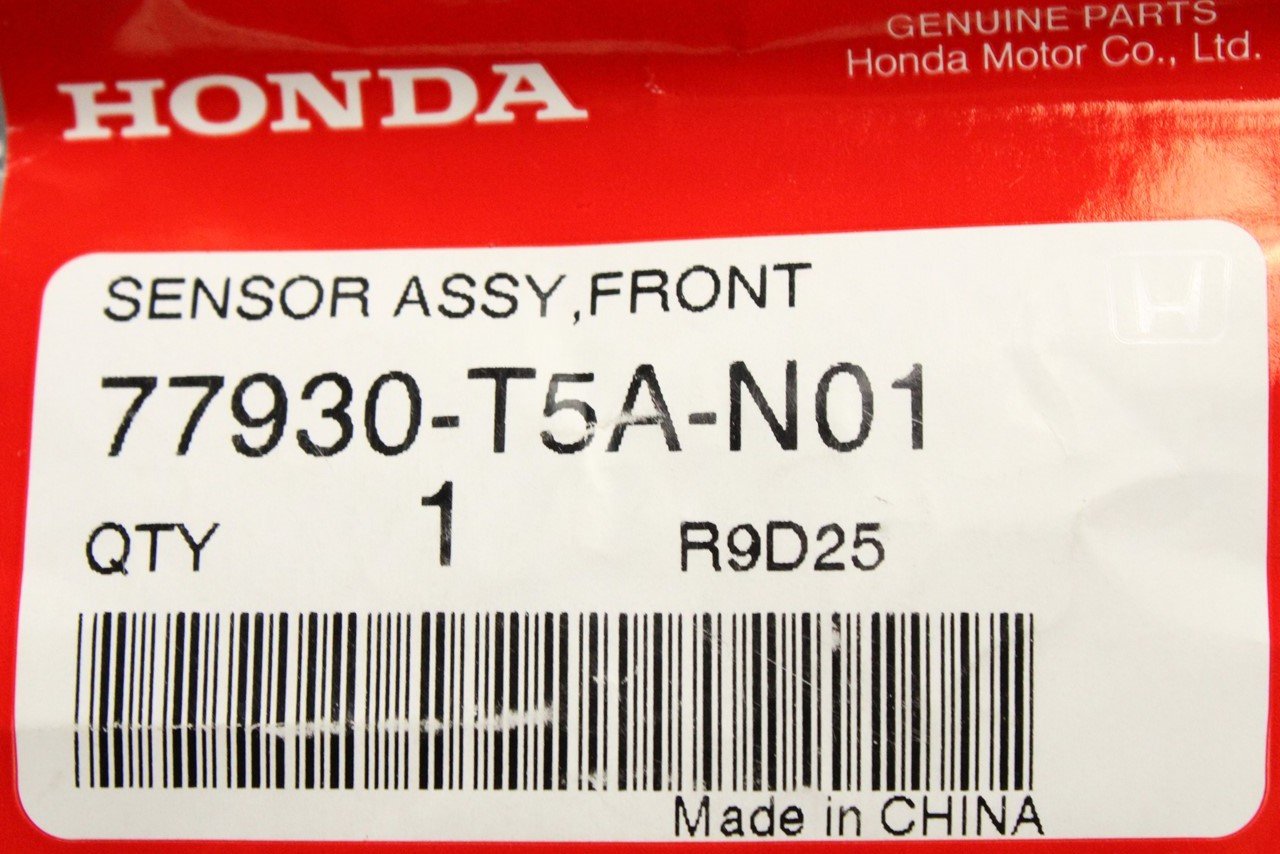 GENUINE PARTS
Honda Motor Co., Ltd.
HONDA
SENSOR ASSY,FRONT
77930-T5A-N01
QTY 1 R9D25
Made in CHINA